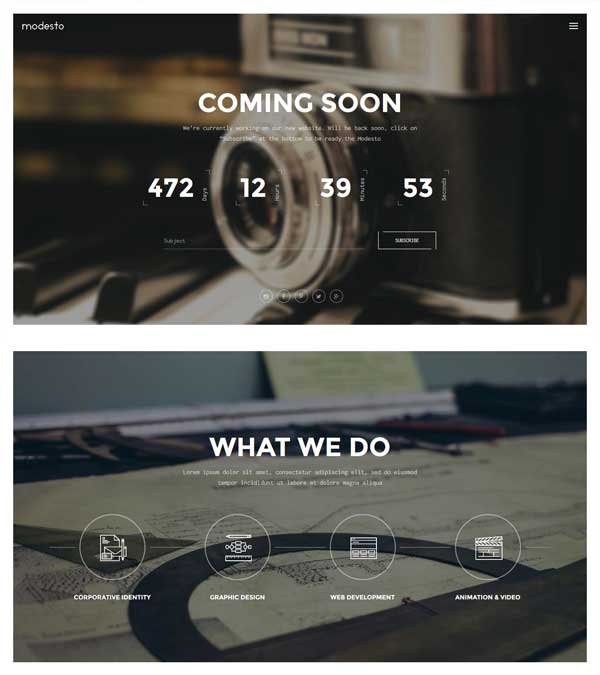 modesto
COMING SOON
We're currently working on our new website. Will be back soon, click on
"Subscribe" at the bottom to be ready.the Modesto
472 Days 12 Hours 39 Minutes 53 Seconds
Subject SUBSCRIBE
WHAT WE DO
Lorem ipsum dolor sit amet, consectetur adipiscing elit, sed do eiusmod
tempor incididunt ut labore et dolore magna aliqua
CORPORATIVE IDENTITY GRAPHIC DESIGN WEB DEVELOPMENT ANIMATION & VIDEO